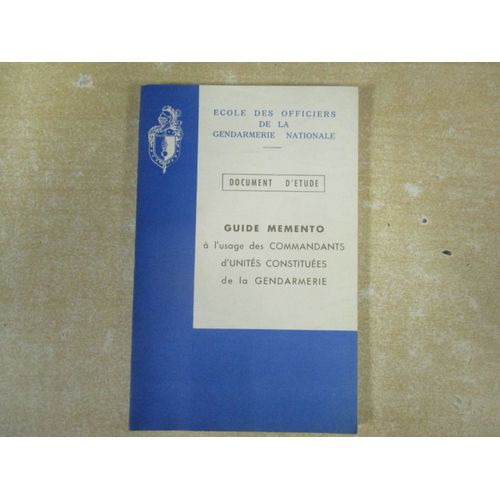 ECOLE DES OFFICIERS
DE LA
GENDARMERIE NATIONALE
DOCUMENT D'ETUDE
GUIDE MEMENTO
à l'usage des COMMANDANTS
d'UNITÉS CONSTITUÉES
de la GENDARMERIE